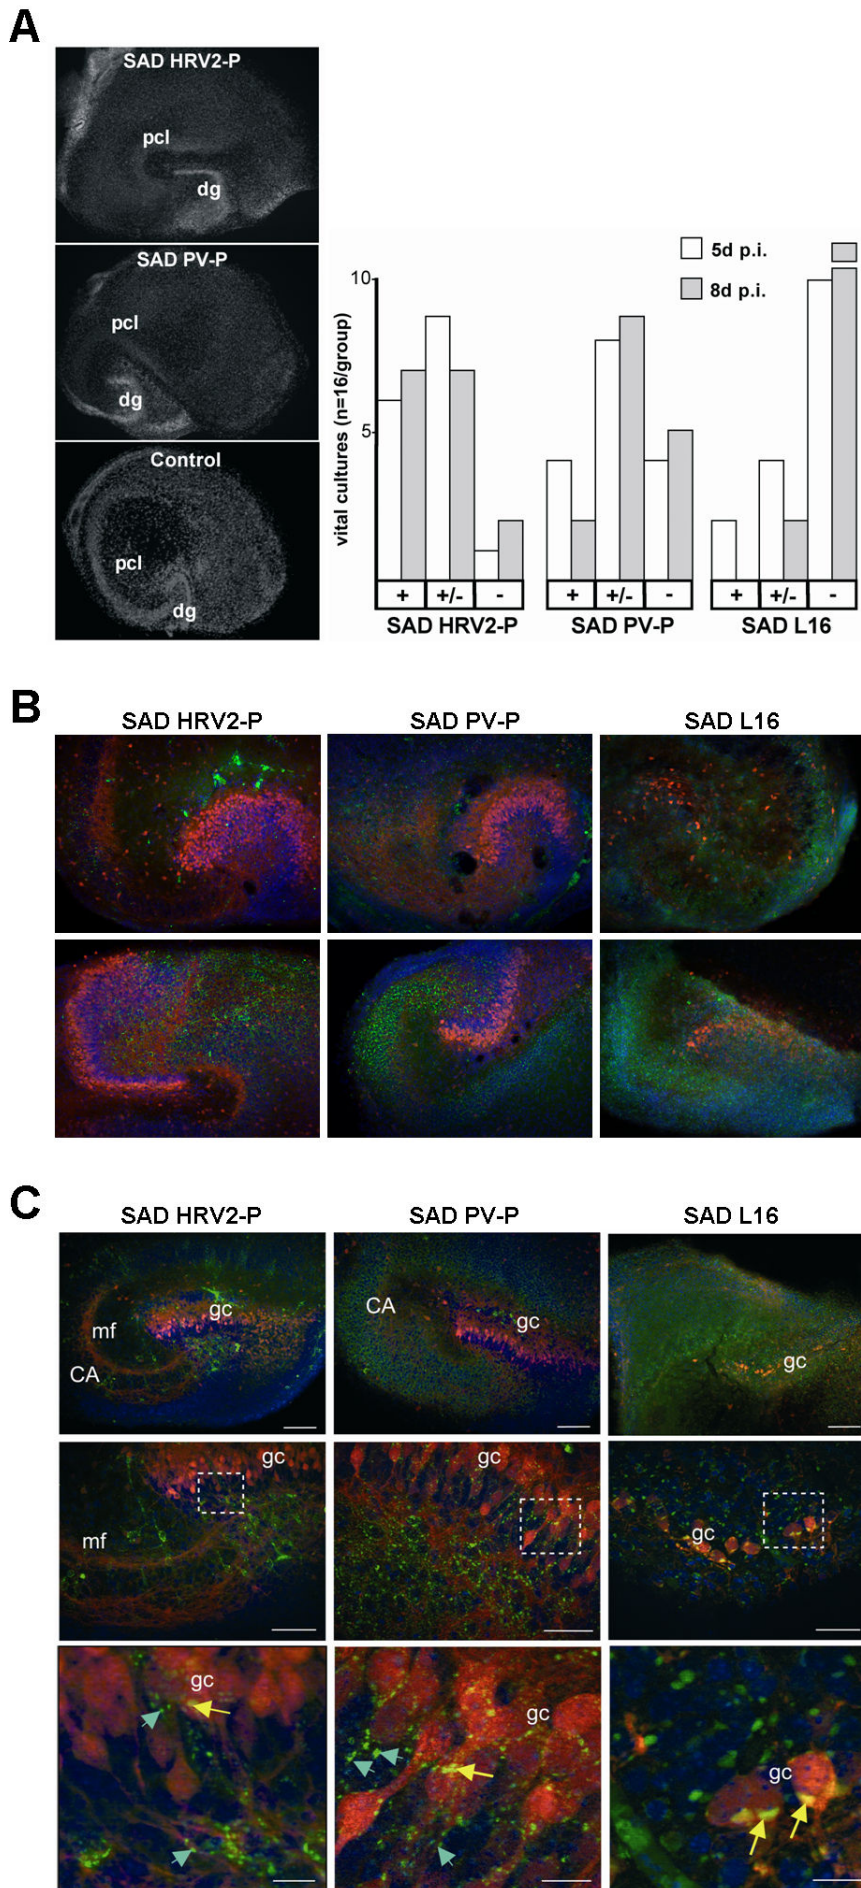 A
SAD HRV2-P
pcl
dg
SAD PV-P
pcl
dg
Control
pcl
dg
5d p.i.
8d p.i.
vital cultures (n=16/group)
10
5
+ +/- - + +/- - + +/- -
SAD HRV2-P SAD PV-P SAD L16
B
SAD HRV2-P SAD PV-P SAD L16
C
SAD HRV2-P SAD PV-P SAD L16
gc
mf
CA
CA
gc
gc
gc
mf
gc
gc
gc
gc
gc